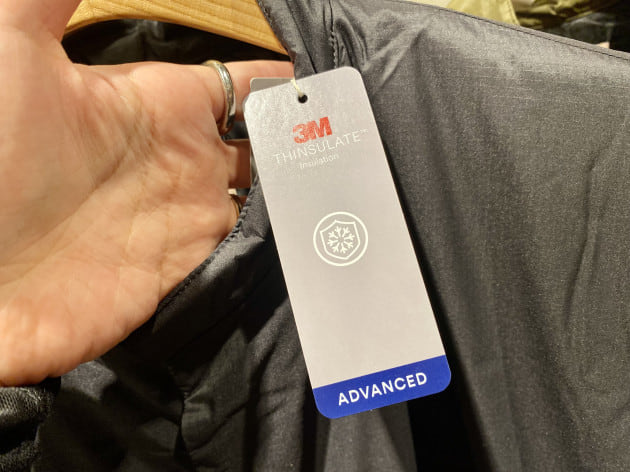 3M
THINSULATE™
Insulation
ADVANCED